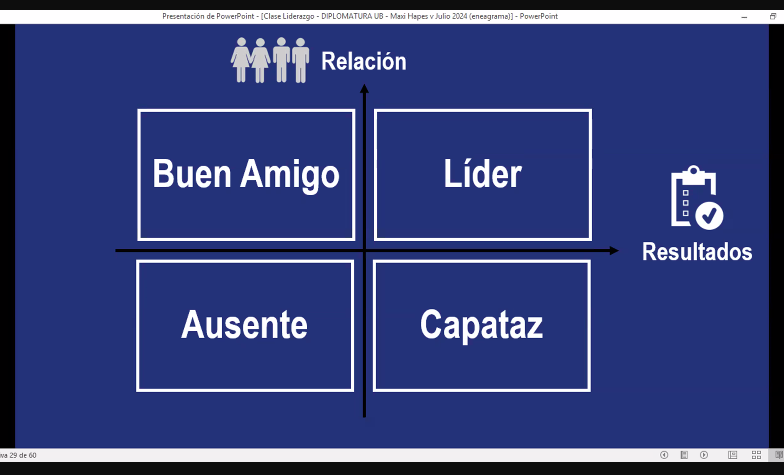 Presentación de PowerPoint - [Clase Liderazgo - DIPLOMATURA UB - Maxi Hapes v Julio 2024 (eneagrama)] - PowerPoint
Relación
Buen Amigo
Líder
Resultados
Ausente
Capataz
va 29 de 60